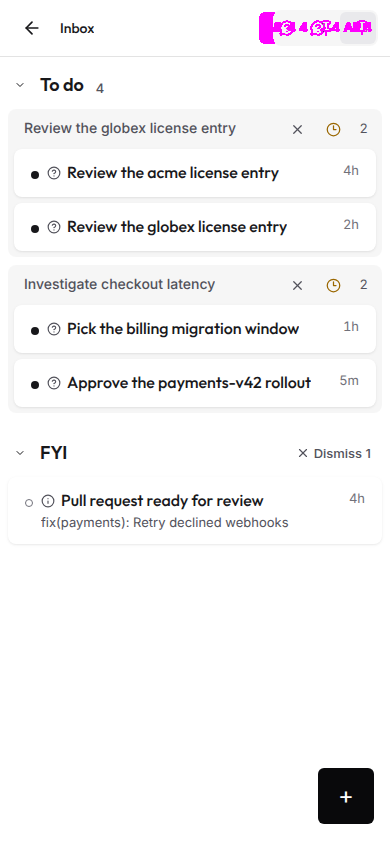 Inbox
To do 4
Review the globex license entry 2
Review the acme license entry 4h
Review the globex license entry 2h
Investigate checkout latency 2
Pick the billing migration window 1h
Approve the payments-v42 rollout 5m
FYI Dismiss 1
Pull request ready for review 4h
fix(payments): Retry declined webhooks